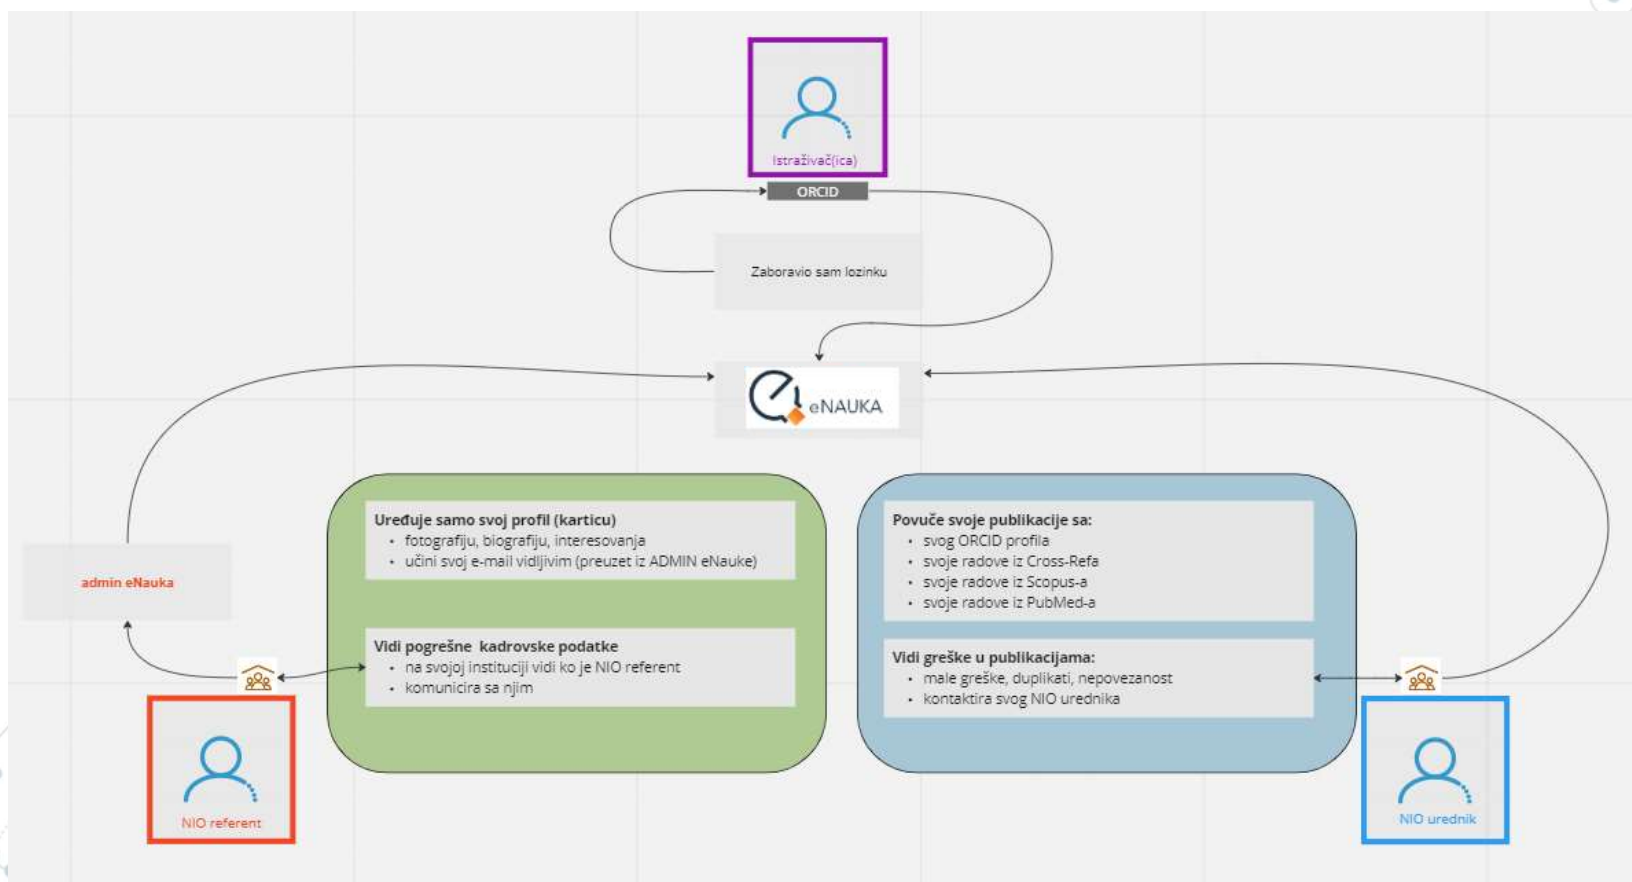 Istraživač(ica)
ORCID
Zaboravio sam lozinku
eNAUKA
Uređuje samo svoj profil (karticu)
• fotografiju, biografiju, interesovanja
• učini svoj e-mail vidljivim (preuzet iz ADMIN eNauke)
Povuče svoje publikacije sa:
• svog ORCID profila
• svoje radove iz Cross-Refa
• svoje radove iz Scopus-a
• svoje radove iz PubMed-a
admin eNauka
Vidi pogrešne kadrovske podatke
• na svojoj instituciji vidi ko je NIO referent
• komunicira sa njim
Vidi greške u publikacijama:
• male greške, duplikati, nepovezanost
• kontaktira svog NIO urednika
NIO referent
NIO urednik